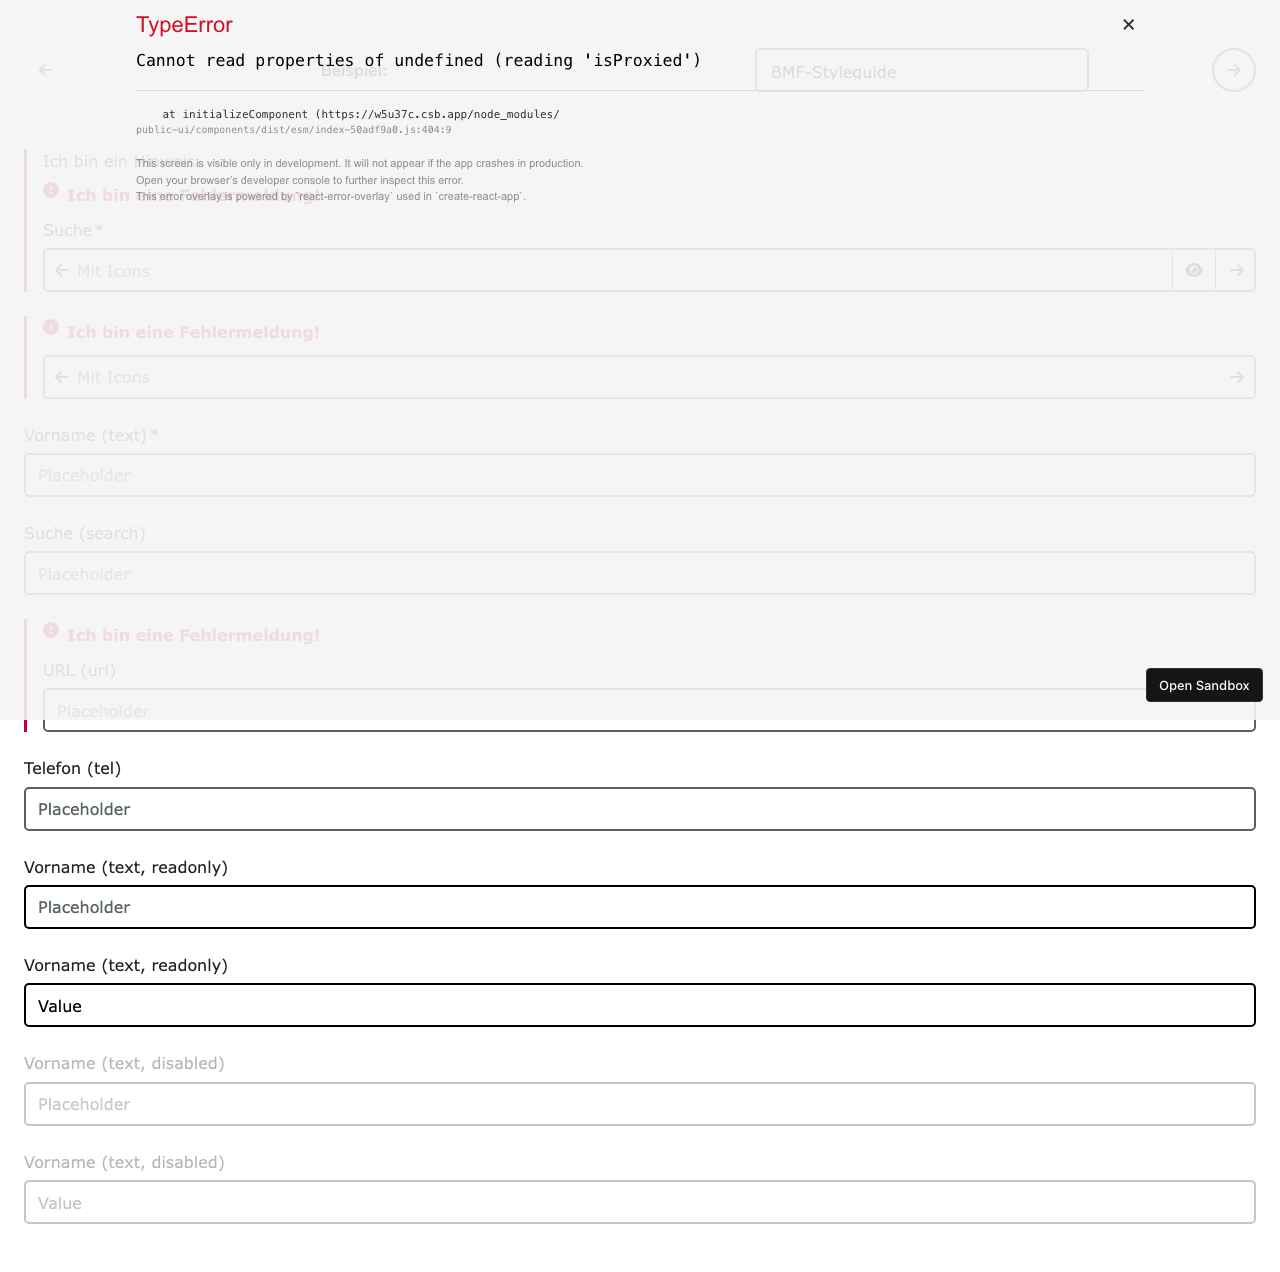 TypeError
Cannot read properties of undefined (reading 'isProxied')
Beispiel:
BMF-Styleguide
at initializeComponent (https://w5u37c.csb.app/node_modules/
public-ui/components/dist/esm/index-50adf9a0.js:404:9
Ich bin ein Hinweis.
This screen is visible only in development. It will not appear if the app crashes in production.
Open your browser’s developer console to further inspect this error.
Ich bin eine Fehlermeldung!
This error overlay is powered by `react-error-overlay` used in `create-react-app`.
Suche*
Mit Icons
Ich bin eine Fehlermeldung!
Mit Icons
Vorname (text)*
Placeholder
Suche (search)
Placeholder
Ich bin eine Fehlermeldung!
URL (url)
Open Sandbox
Placeholder
Telefon (tel)
Placeholder
Vorname (text, readonly)
Placeholder
Vorname (text, readonly)
Value
Vorname (text, disabled)
Placeholder
Vorname (text, disabled)
Value